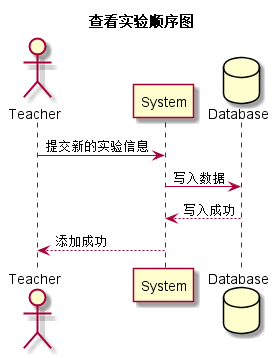 查看实验顺序图
Teacher
System
Database
提交新的实验信息
写入数据
写入成功
添加成功
Teacher
System
Database